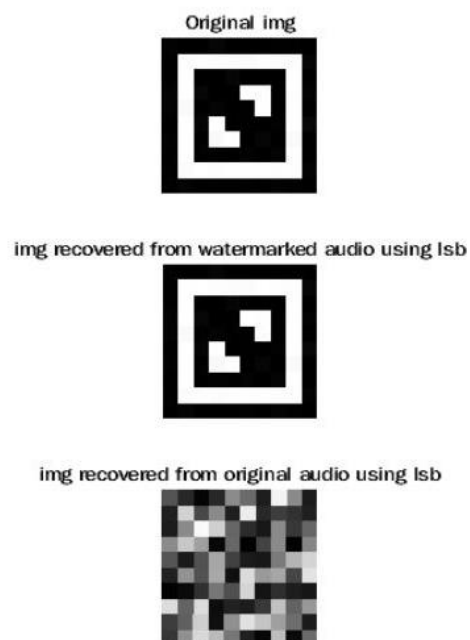 Original img
img recovered from watermarked audio using lsb
img recovered from original audio using lsb